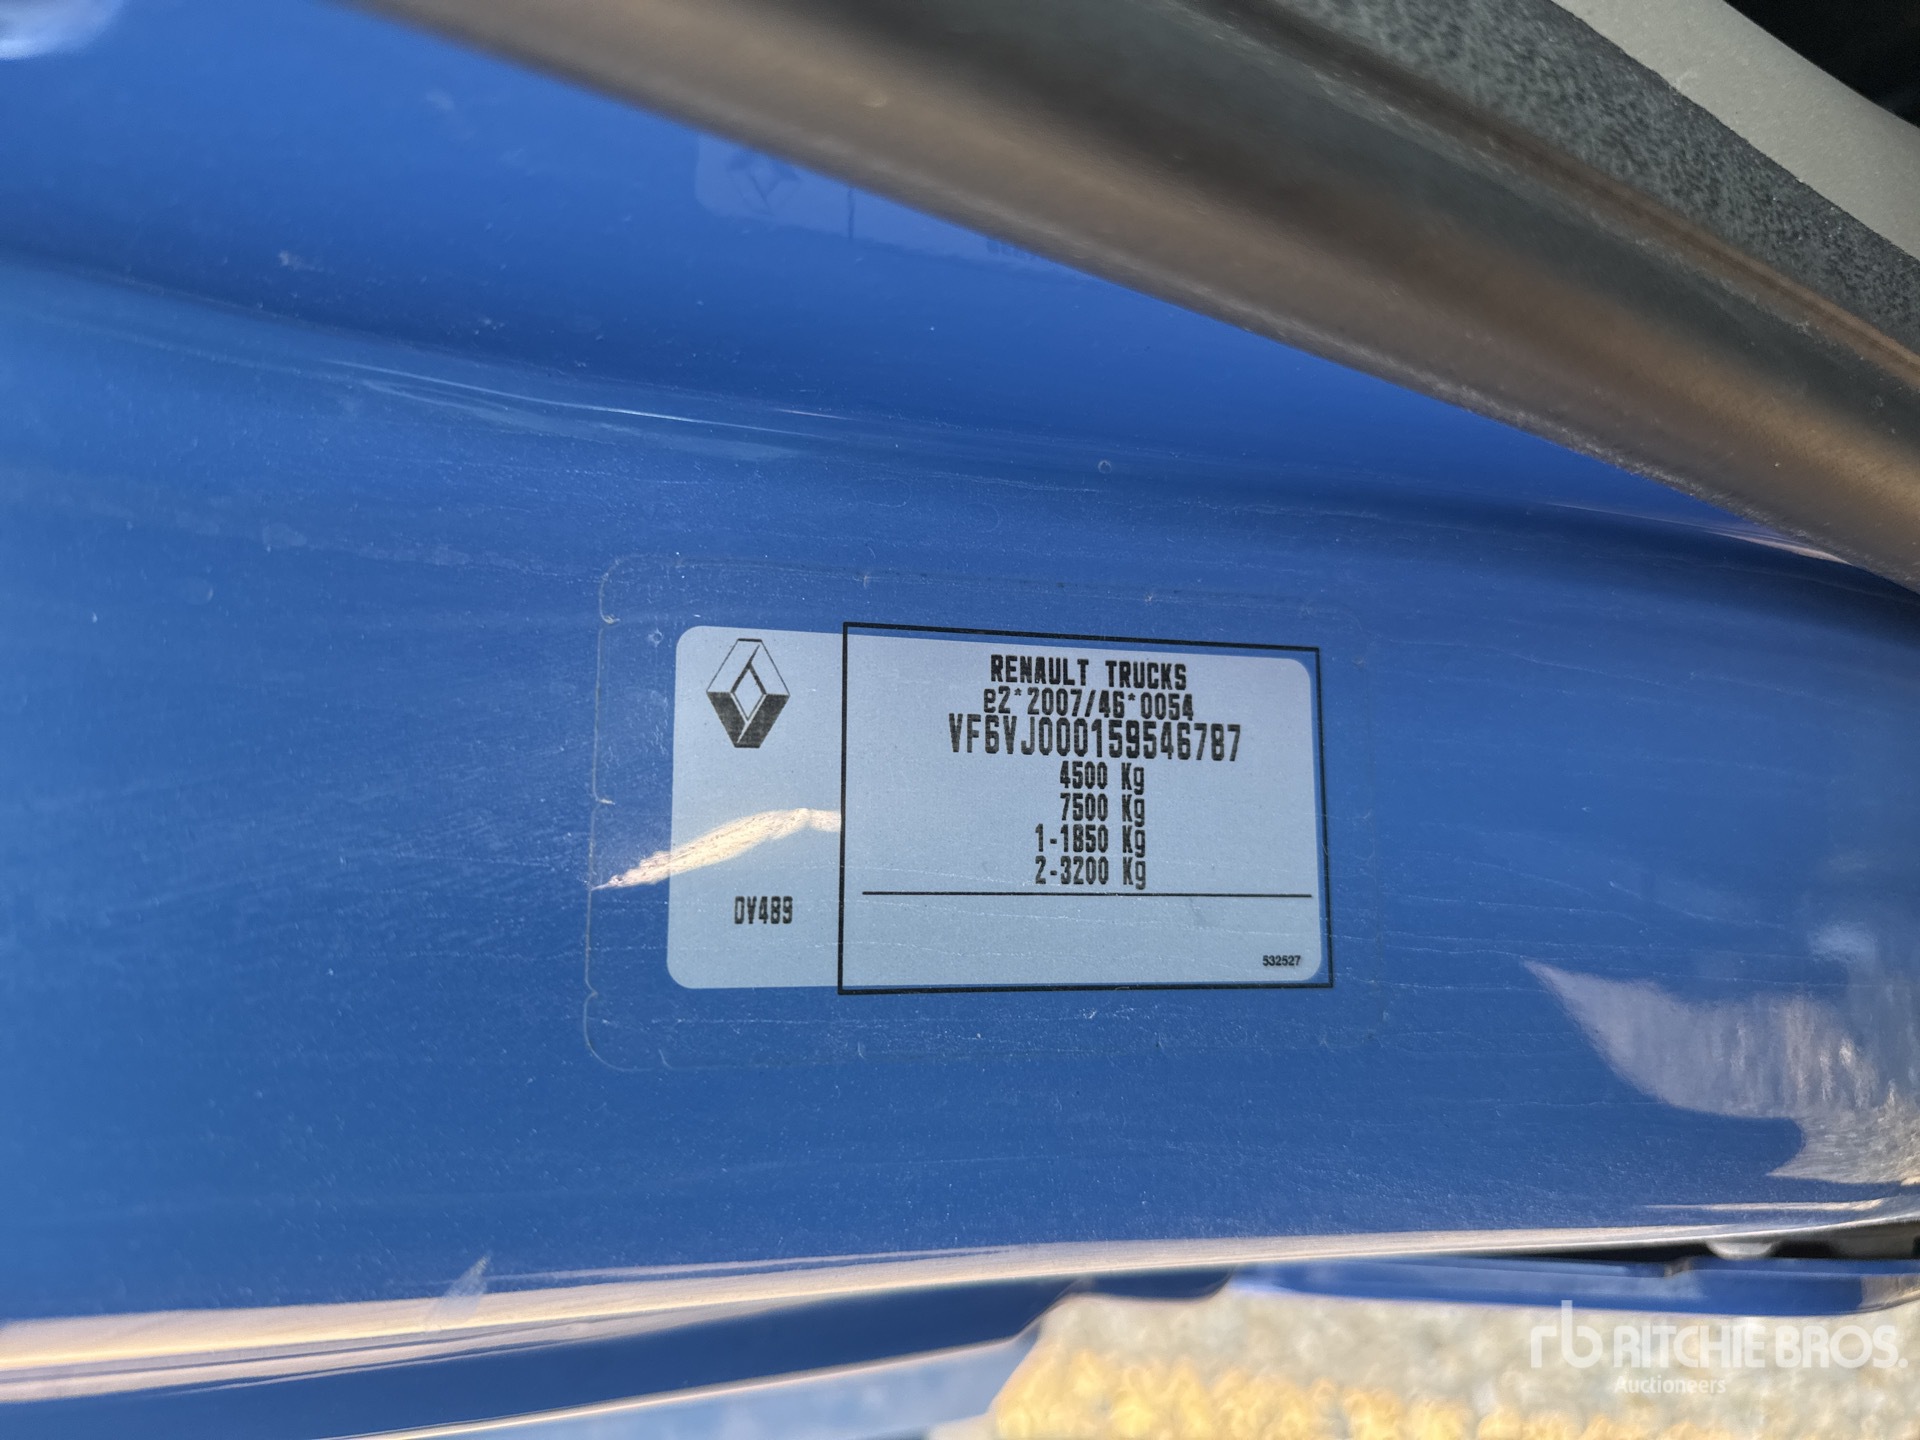 RENAULT TRUCKS
e2*2007/46*0054
VF6VJ000159546787
4500 Kg
7500 Kg
1-1850 Kg
2-3200 Kg
DV489
532527
rb RITCHIE BROS.
Auctioneers